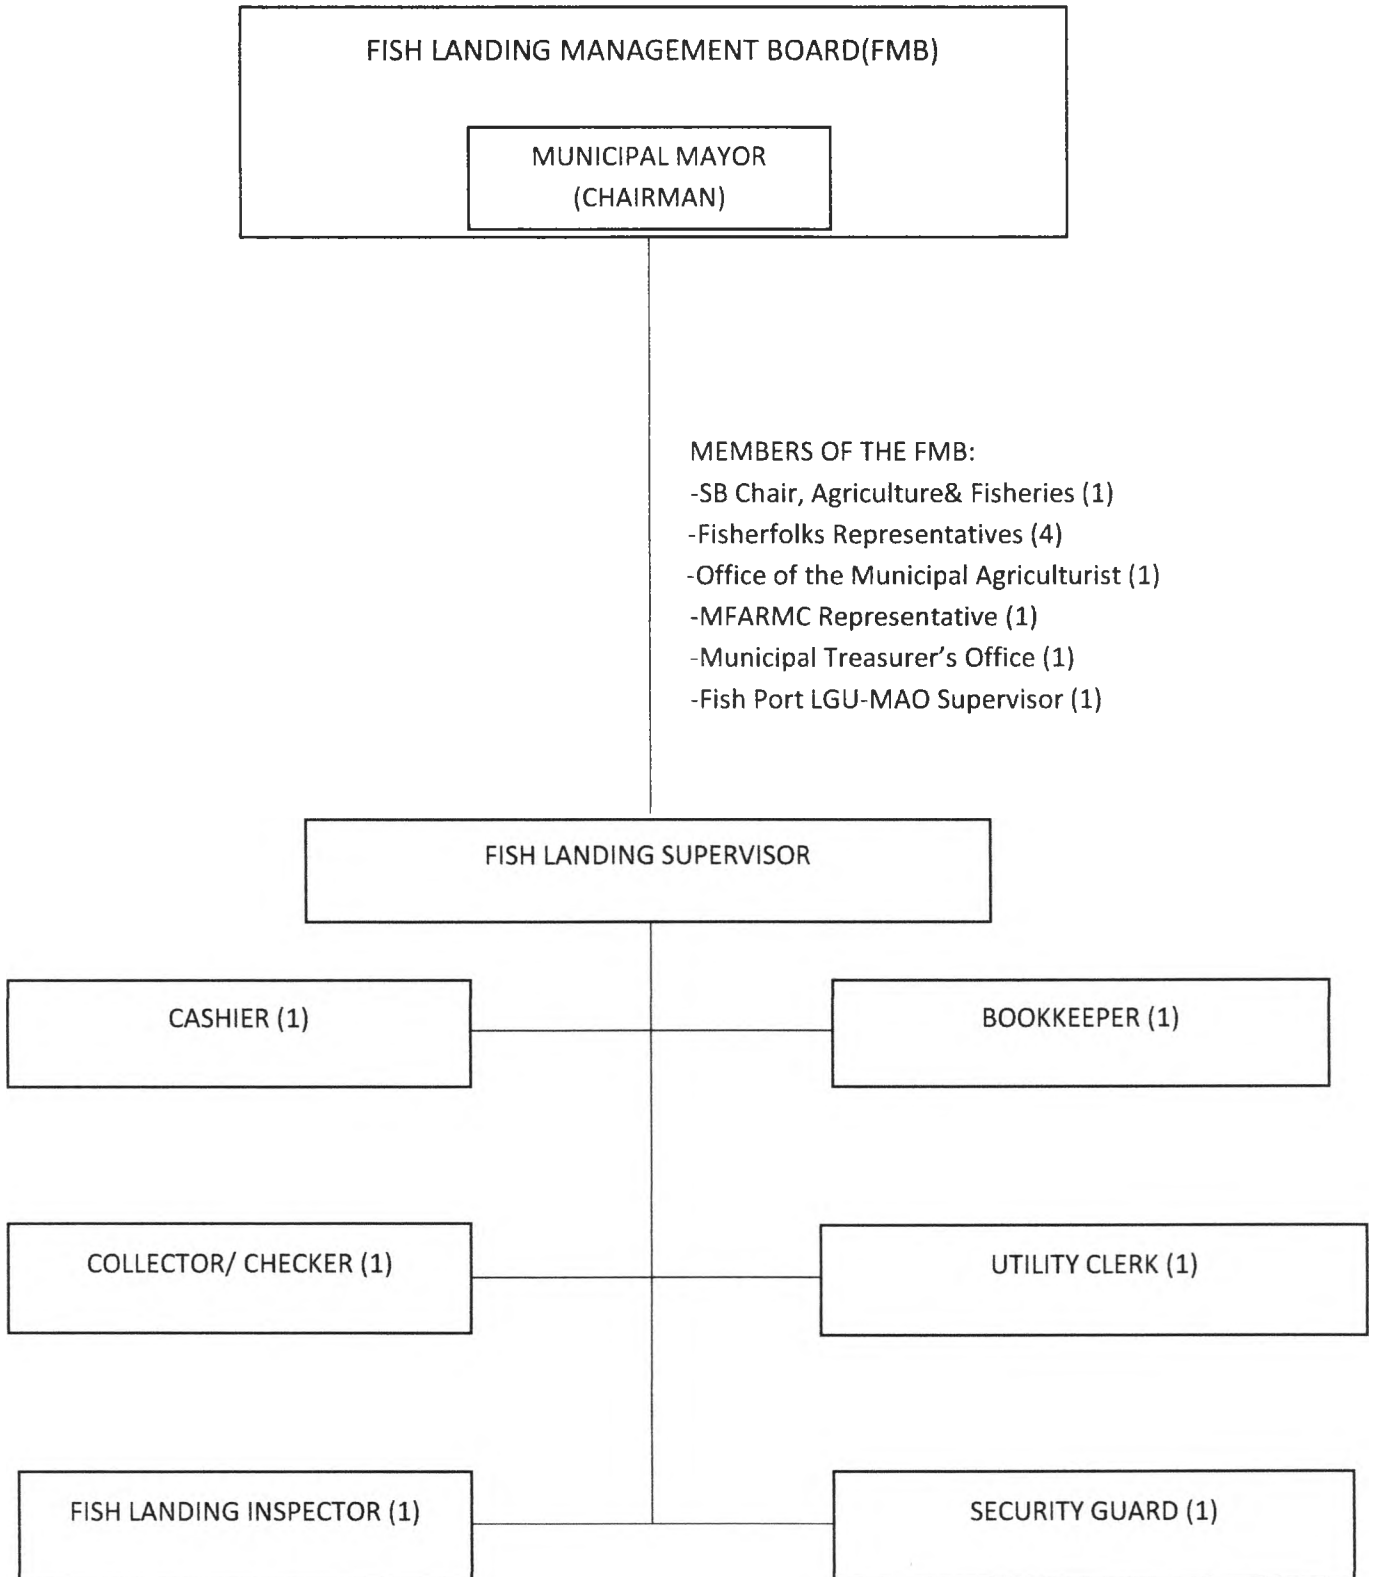 FISH LANDING MANAGEMENT BOARD(FMB)
MUNICIPAL MAYOR
(CHAIRMAN)
MEMBERS OF THE FMB:
-SB Chair, Agriculture& Fisheries (1)
-Fisherfolks Representatives (4)
-Office of the Municipal Agriculturist (1)
-MFARMC Representative (1)
-Municipal Treasurer's Office (1)
-Fish Port LGU-MAO Supervisor (1)
FISH LANDING SUPERVISOR
CASHIER (1)
BOOKKEEPER (1)
COLLECTOR/ CHECKER (1)
UTILITY CLERK (1)
FISH LANDING INSPECTOR (1)
SECURITY GUARD (1)